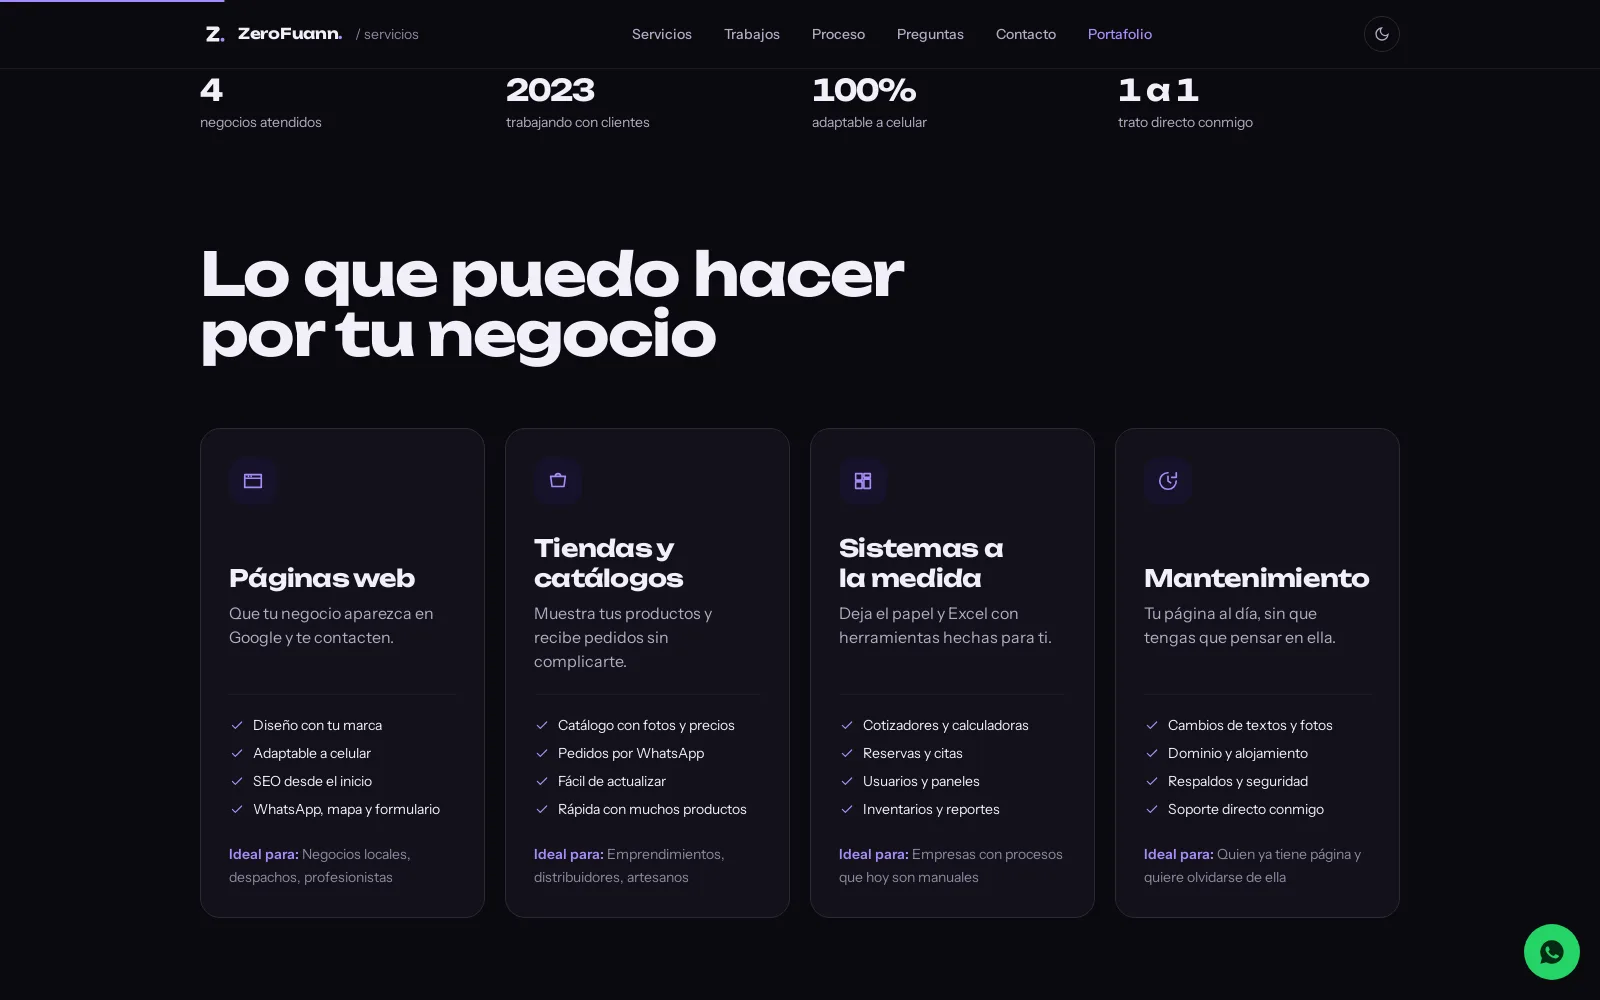 Z. ZeroFuann. / servicios Servicios Trabajos Proceso Preguntas Contacto Portafolio
4 2023 100% 1 a 1
negocios atendidos trabajando con clientes adaptable a celular trato directo conmigo
Lo que puedo hacer
por tu negocio
Páginas web
Que tu negocio aparezca en
Google y te contacten.
Diseño con tu marca
Adaptable a celular
SEO desde el inicio
WhatsApp, mapa y formulario
Ideal para: Negocios locales,
despachos, profesionistas
Tiendas y
catálogos
Muestra tus productos y
recibe pedidos sin
complicarte.
Catálogo con fotos y precios
Pedidos por WhatsApp
Fácil de actualizar
Rápida con muchos productos
Ideal para: Emprendimientos,
distribuidores, artesanos
Sistemas a
la medida
Deja el papel y Excel con
herramientas hechas para ti.
Cotizadores y calculadoras
Reservas y citas
Usuarios y paneles
Inventarios y reportes
Ideal para: Empresas con procesos
que hoy son manuales
Mantenimiento
Tu página al día, sin que
tengas que pensar en ella.
Cambios de textos y fotos
Dominio y alojamiento
Respaldos y seguridad
Soporte directo conmigo
Ideal para: Quien ya tiene página y
quiere olvidarse de ella